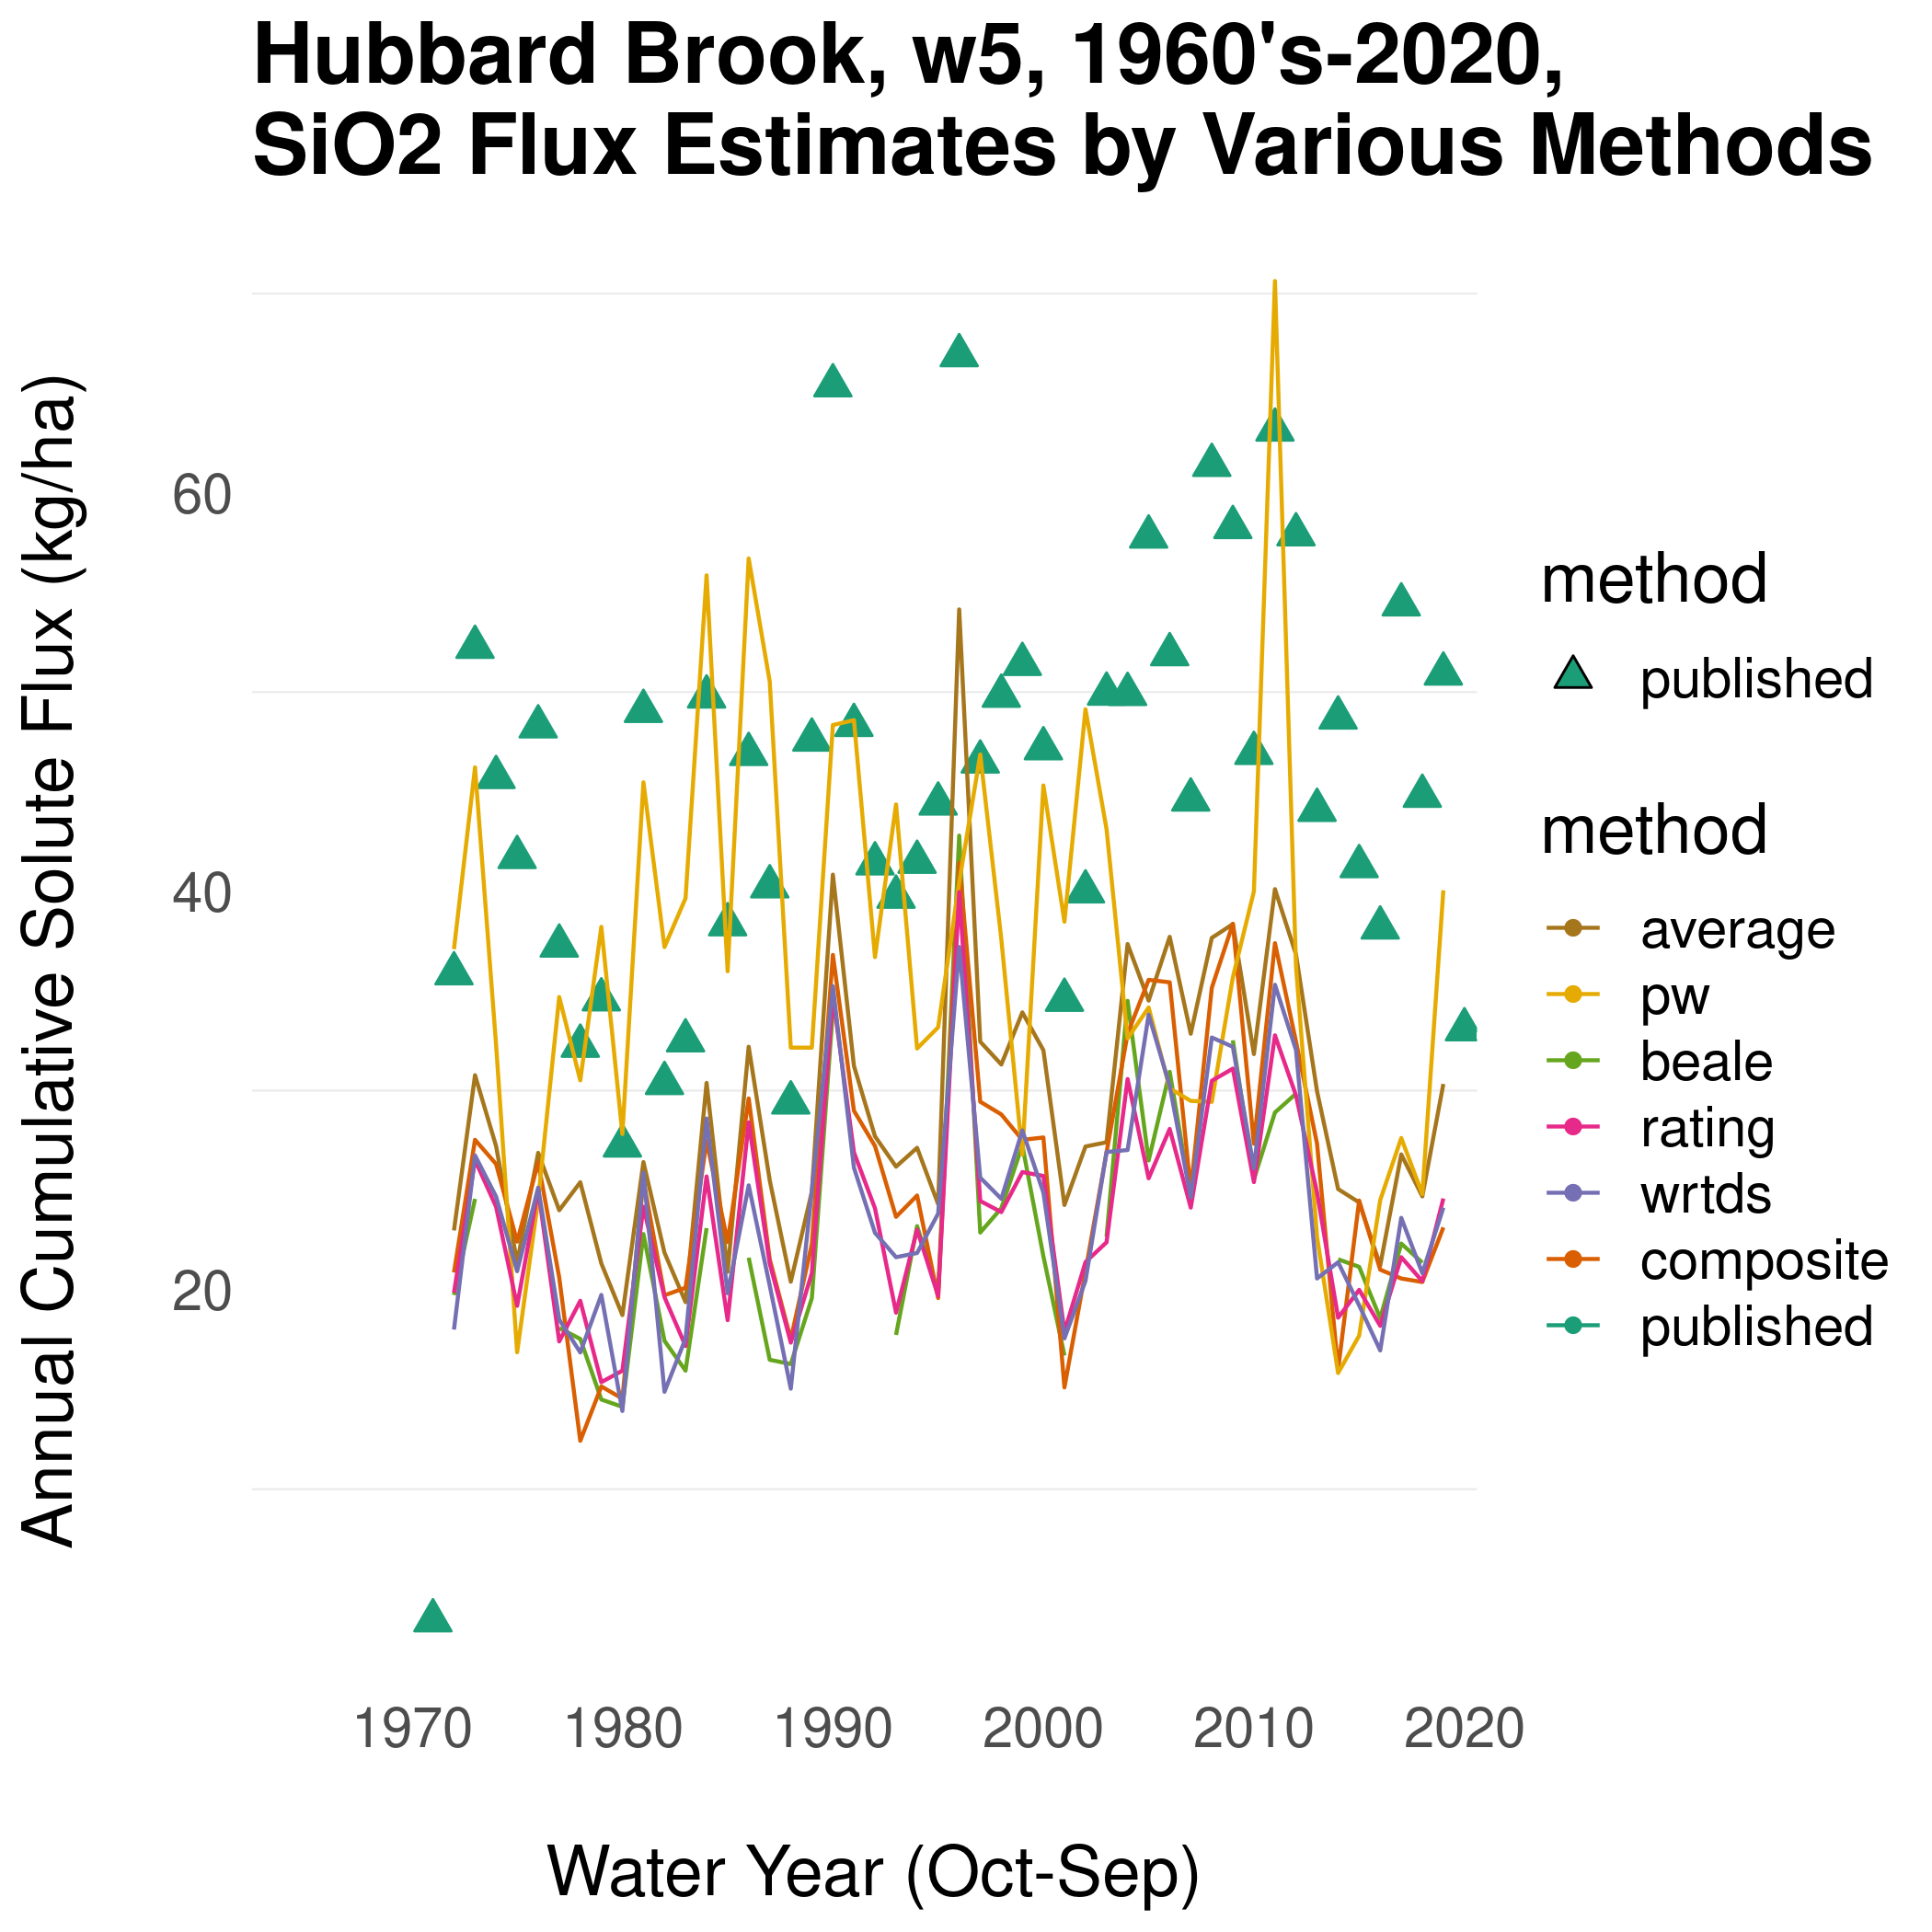 Hubbard Brook, w5, 1960's-2020,
SiO2 Flux Estimates by Various Methods
Annual Cumulative Solute Flux (kg/ha)
60
40
20
1970 1980 1990 2000 2010 2020
Water Year (Oct-Sep)
method
published
method
average
pw
beale
rating
wrtds
composite
published